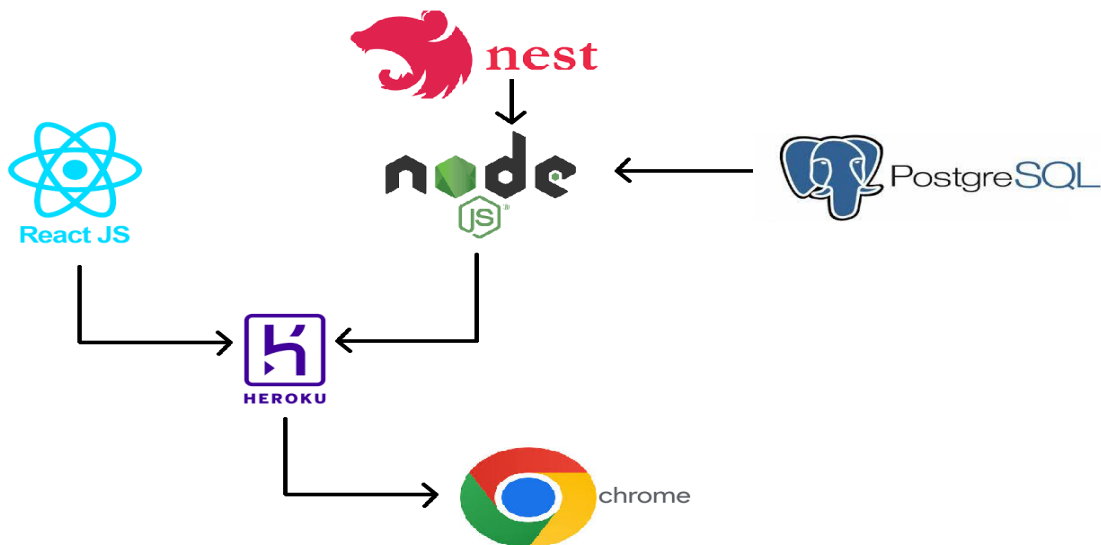 nest
node
JS
®
React JS
PostgreSQL
HEROKU
chrome